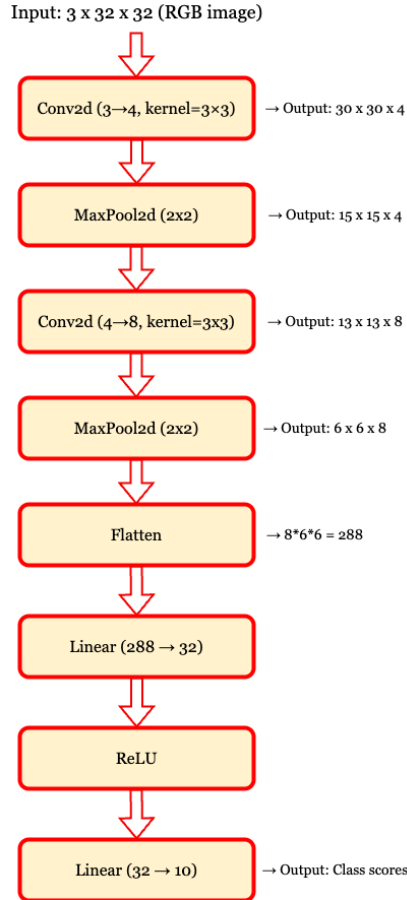 Input: 3 x 32 x 32 (RGB image)
Conv2d (3→4, kernel=3×3) → Output: 30 x 30 x 4
MaxPool2d (2x2) → Output: 15 x 15 x 4
Conv2d (4→8, kernel=3x3) → Output: 13 x 13 x 8
MaxPool2d (2x2) → Output: 6 x 6 x 8
Flatten → 8*6*6 = 288
Linear (288 → 32)
ReLU
Linear (32 → 10) → Output: Class scores